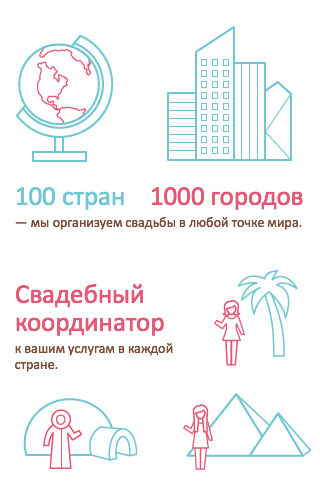 100 стран 1000 городов
— мы организуем свадьбы в любой точке мира.
Свадебный
координатор
к вашим услугам в каждой
стране.